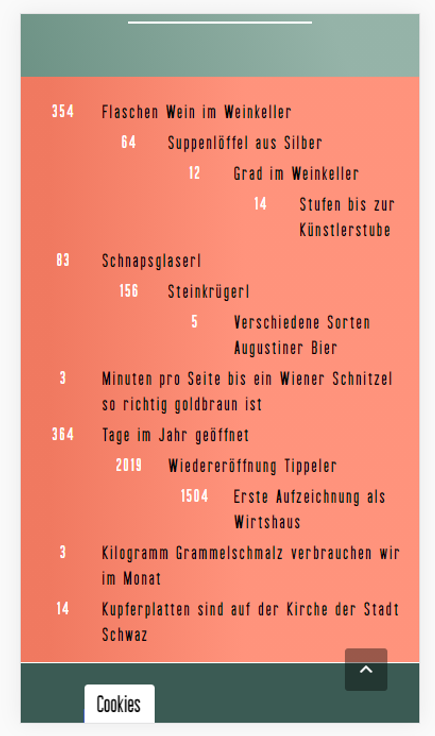 354 Flaschen Wein im Weinkeller
64 Suppenlöffel aus Silber
12 Grad im Weinkeller
14 Stufen bis zur
Künstlerstube
83 Schnapsglaserl
156 Steinkrügerl
5 Verschiedene Sorten
Augustiner Bier
3 Minuten pro Seite bis ein Wiener Schnitzel
so richtig goldbraun ist
364 Tage im Jahr geöffnet
2019 Wiedereröffnung Tippeler
1504 Erste Aufzeichnung als
Wirtshaus
3 Kilogramm Grammelschmalz verbrauchen wir
im Monat
14 Kupferplatten sind auf der Kirche der Stadt
Schwaz
Cookies